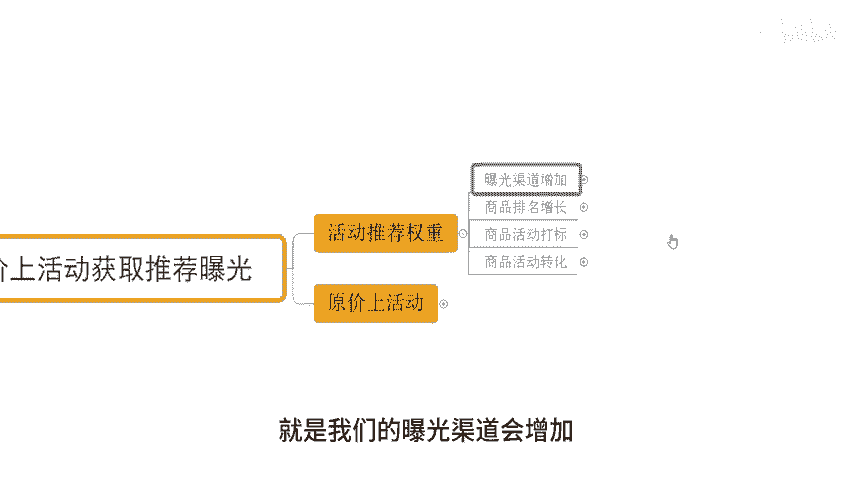 曝光渠道增加
商品排名增长
活动推荐权重
商品活动打标
商品活动转化
价上活动获取推荐曝光
原价上活动
就是我们的曝光渠道会增加